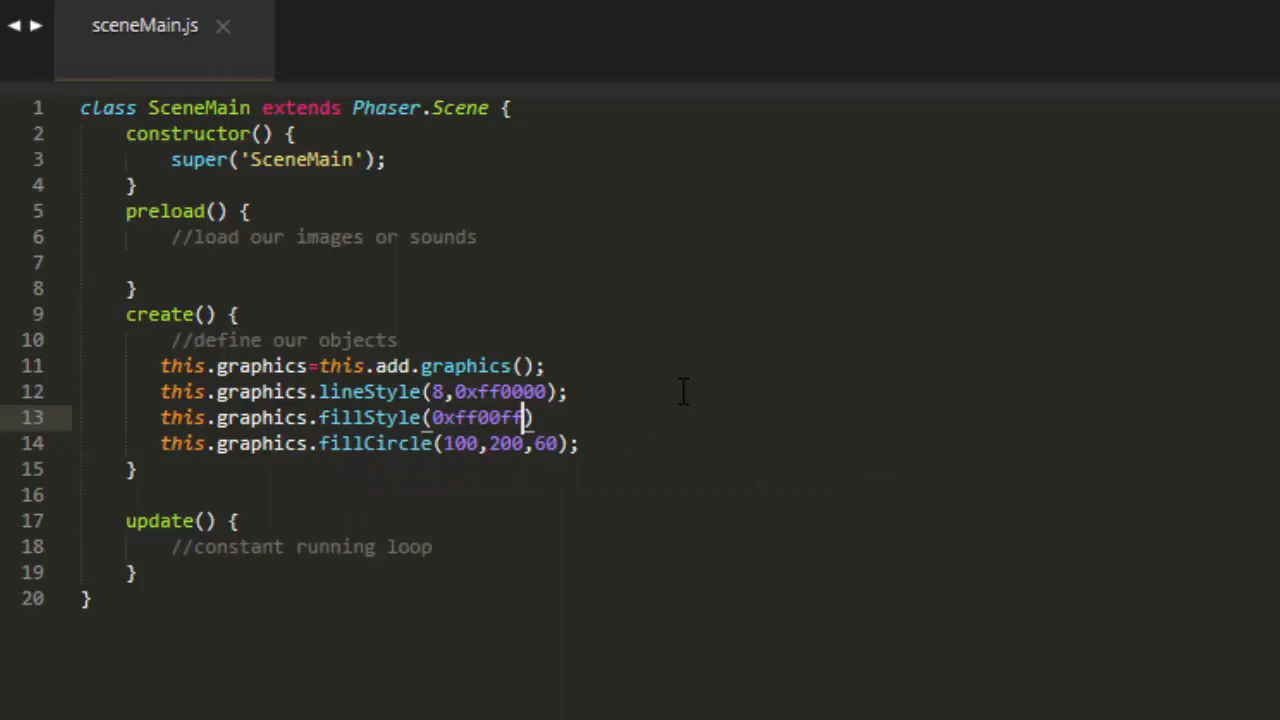 sceneMain.js
1 class SceneMain extends Phaser.Scene {
2 constructor() {
3 super('SceneMain');
4 }
5 preload() {
6 //load our images or sounds
7
8 }
9 create() {
10 //define our objects
11 this.graphics=this.add.graphics();
12 this.graphics.lineStyle(8,0xff0000);
13 this.graphics.fillStyle(0xff00ff)
14 this.graphics.fillCircle(100,200,60);
15 }
16
17 update() {
18 //constant running loop
19 }
20 }